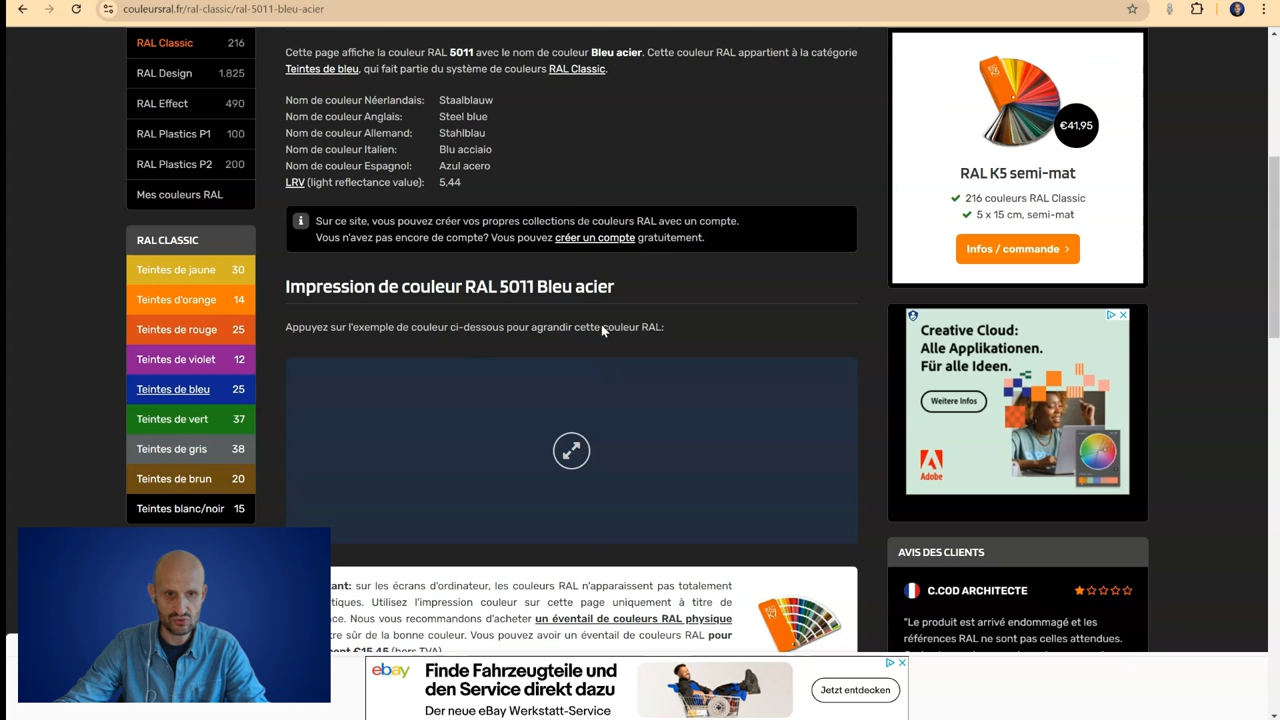 couleursral.fr/ral-classic/ral-5011-bleu-acier
RAL Classic 216
RAL Design 1.825
RAL Effect 490
RAL Plastics P1 100
RAL Plastics P2 200
Mes couleurs RAL
RAL CLASSIC
Teintes de jaune 30
Teintes d'orange 14
Teintes de rouge 25
Teintes de violet 12
Teintes de bleu 25
Teintes de vert 37
Teintes de gris 38
Teintes de brun 20
Teintes blanc/noir 15
Cette page affiche la couleur RAL 5011 avec le nom de couleur Bleu acier. Cette couleur RAL appartient à la catégorie
Teintes de bleu, qui fait partie du système de couleurs RAL Classic.
Nom de couleur Néerlandais: Staalblauw
Nom de couleur Anglais: Steel blue
Nom de couleur Allemand: Stahlblau
Nom de couleur Italien: Blu acciaio
Nom de couleur Espagnol: Azul acero
LRV (light reflectance value): 5,44
Sur ce site, vous pouvez créer vos propres collections de couleurs RAL avec un compte.
Vous n'avez pas encore de compte? Vous pouvez créer un compte gratuitement.
Impression de couleur RAL 5011 Bleu acier
Appuyez sur l'exemple de couleur ci-dessous pour agrandir cette couleur RAL:
tant: sur les écrans d'ordinateur, les couleurs RAL n'apparaissent pas totalement
tiques. Utilisez l'impression couleur sur cette page uniquement à titre de
ce. Nous vous recommandons d'acheter un éventail de couleurs RAL physique
tre sûr de la bonne couleur. Vous pouvez avoir un éventail de couleurs RAL pour
ent €15,45 (hors TVA)
€41,95
RAL K5 semi-mat
216 couleurs RAL Classic
5 x 15 cm, semi-mat
Infos / commande
Creative Cloud:
Alle Applikationen.
Für alle Ideen.
Weitere Infos
Adobe
AVIS DES CLIENTS
C.COD ARCHITECTE
"Le produit est arrivé endommagé et les
références RAL ne sont pas celles attendues.
ebay
Finde Fahrzeugteile und
den Service direkt dazu
Der neue eBay Werkstatt-Service
Jetzt entdecken